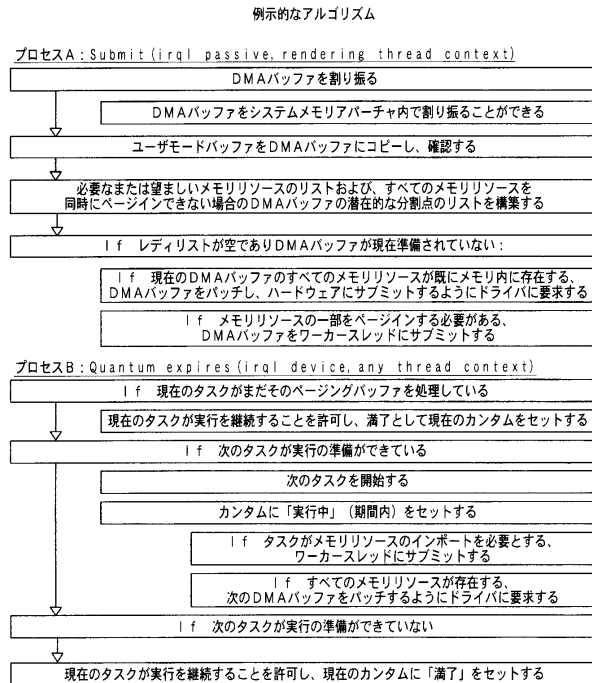 例示的なアルゴリズム
プロセスA：Submit(irql passive,rendering thread context)
DMAバッファを割り振る
DMAバッファをシステムメモリアパーチャ内で割り振ることができる
ユーザモードバッファをDMAバッファにコピーし、確認する
必要なまたは望ましいメモリリソースのリストおよび、すべてのメモリリソースを
同時にページインできない場合のDMAバッファの潜在的な分割点のリストを構築する
If レディリストが空でありDMAバッファが現在準備されていない：
If 現在のDMAバッファのすべてのメモリリソースが既にメモリ内に存在する、
DMAバッファをパッチし、ハードウェアにサブミットするようにドライバに要求する
If メモリリソースの一部をページインする必要がある、
DMAバッファをワーカースレッドにサブミットする
プロセスB：Quantum expires(irql device,any thread context)
If 現在のタスクがまだそのページングバッファを処理している
現在のタスクが実行を継続することを許可し、満了として現在のカンタムをセットする
If 次のタスクが実行の準備ができている
次のタスクを開始する
カンタムに「実行中」（期間内）をセットする
If タスクがメモリリソースのインポートを必要とする、
ワーカースレッドにサブミットする
If すべてのメモリリソースが存在する、
次のDMAバッファをパッチするようにドライバに要求する
If 次のタスクが実行の準備ができていない
現在のタスクが実行を継続することを許可し、現在のカンタムに「満了」をセットする